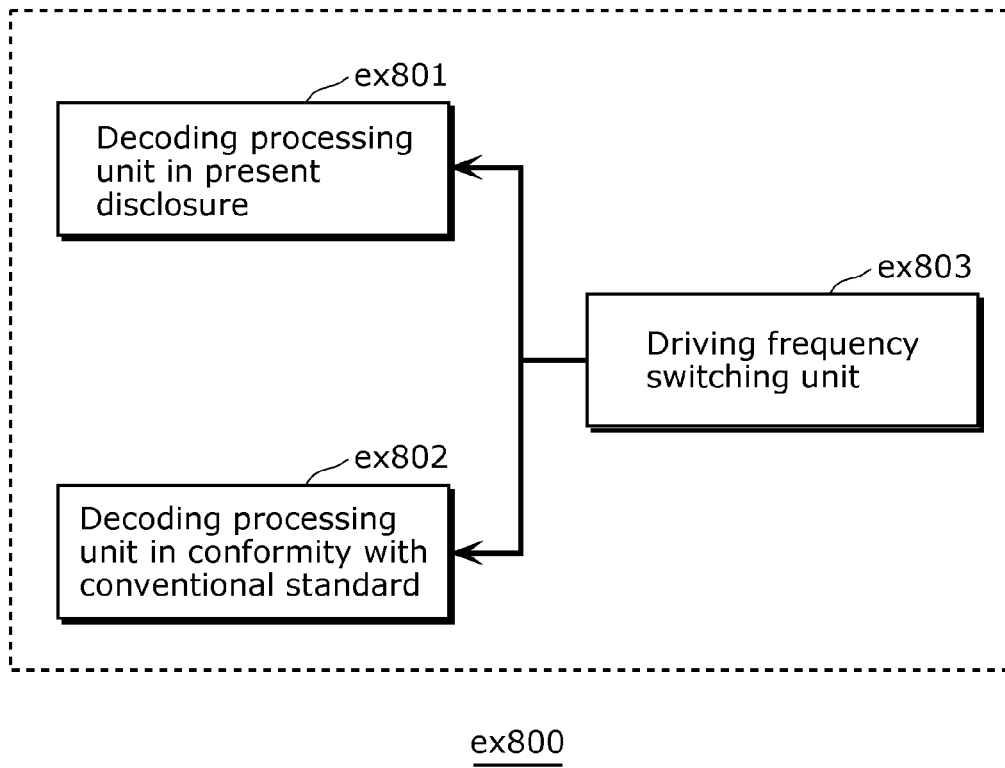 ex801
Decoding processing
unit in present
disclosure
ex803
Driving frequency
switching unit
ex802
Decoding processing
unit in conformity with
conventional standard
ex800